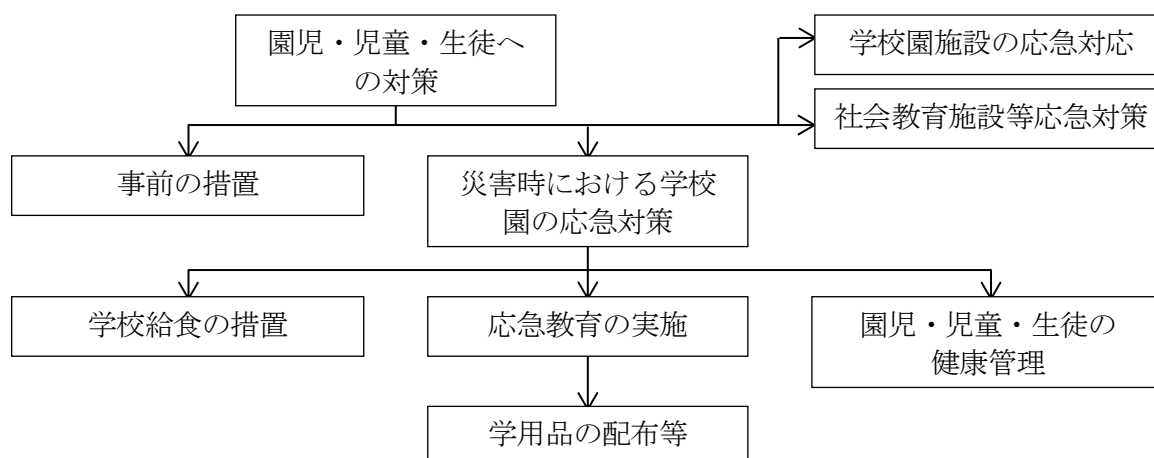 園児・児童・生徒へ
の対策
学校園施設の応急対応
社会教育施設等応急対策
事前の措置
災害時における学校
園の応急対策
学校給食の措置
応急教育の実施
園児・児童・生徒の
健康管理
学用品の配布等